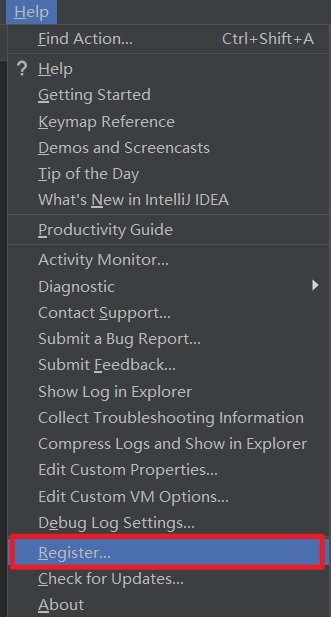 Help
Find Action... Ctrl+Shift+A
? Help
Getting Started
Keymap Reference
Demos and Screencasts
Tip of the Day
What's New in IntelliJ IDEA
Productivity Guide
Activity Monitor...
Diagnostic
Contact Support...
Submit a Bug Report...
Submit Feedback...
Show Log in Explorer
Collect Troubleshooting Information
Compress Logs and Show in Explorer
Edit Custom Properties...
Edit Custom VM Options...
Debug Log Settings...
Register...
Check for Updates...
About